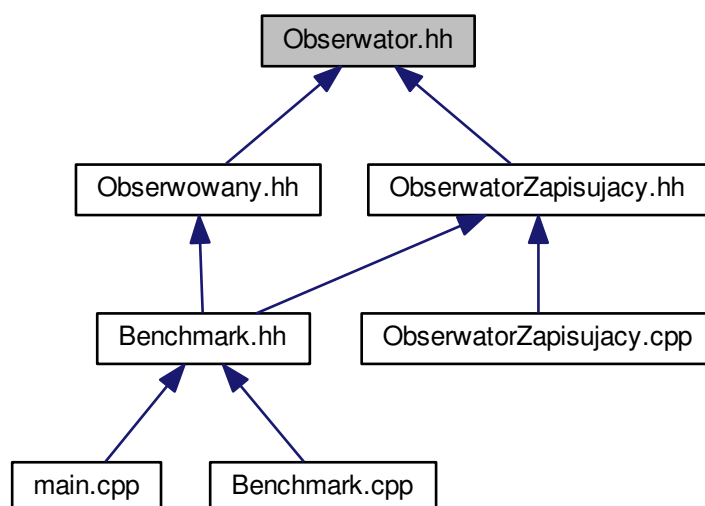 Obserwator.hh
Obserwowany.hh
ObserwatorZapisujacy.hh
Benchmark.hh
ObserwatorZapisujacy.cpp
main.cpp
Benchmark.cpp